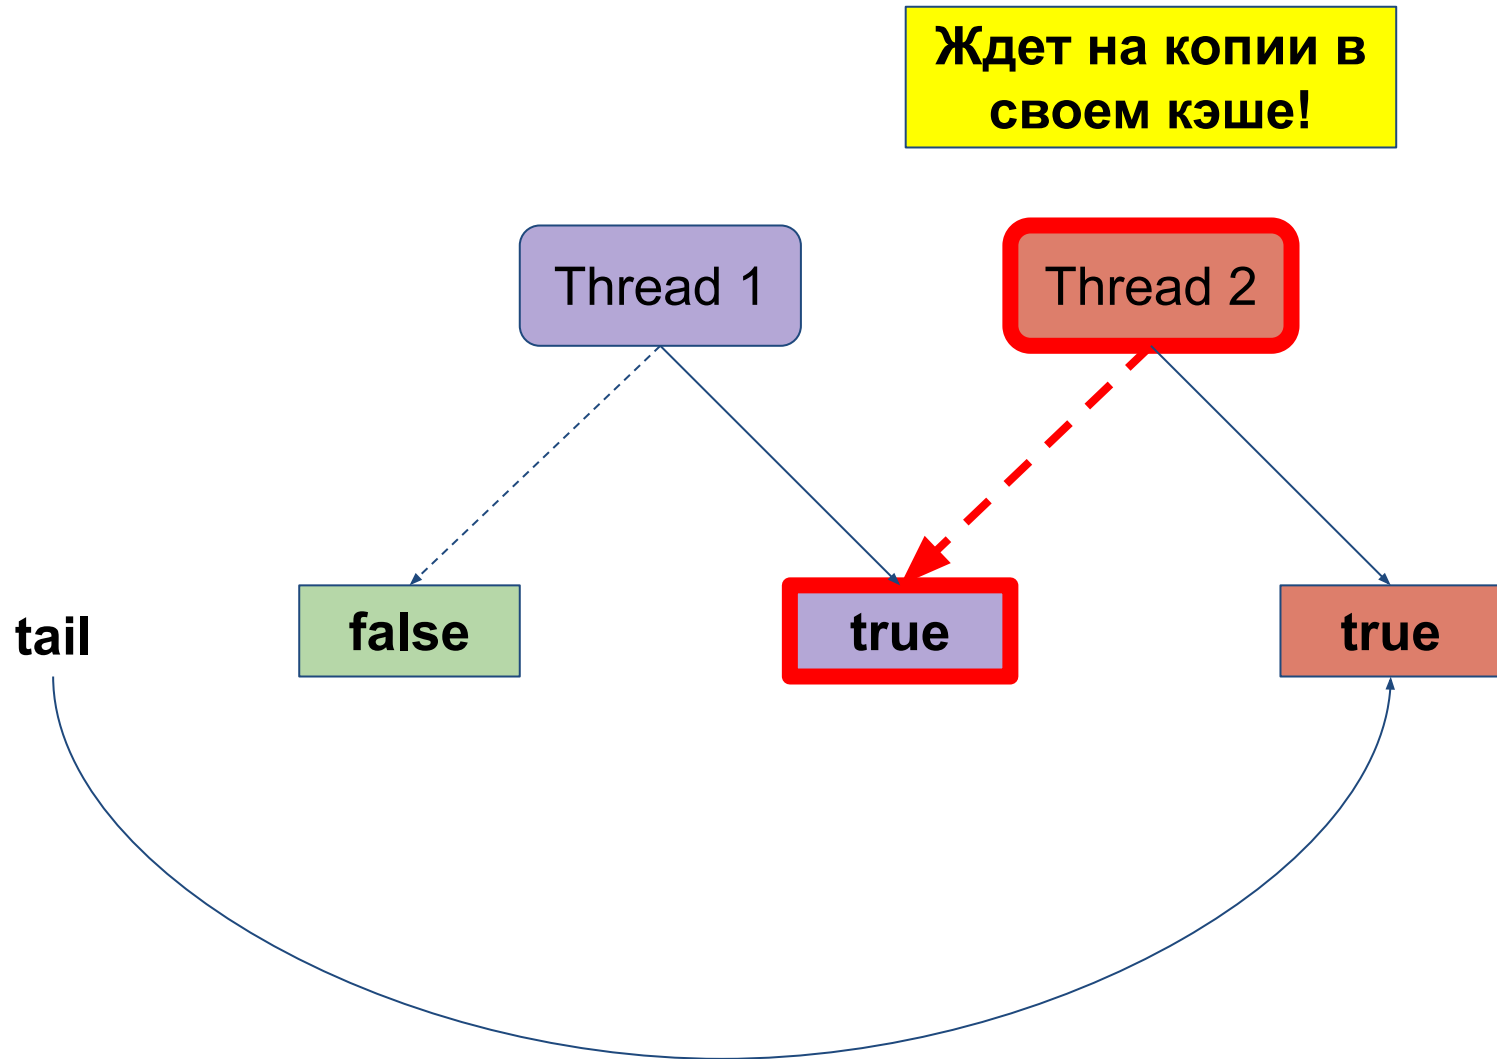 Ждет на копии в
своем кэше!
Thread 1
Thread 2
tail
false
true
true